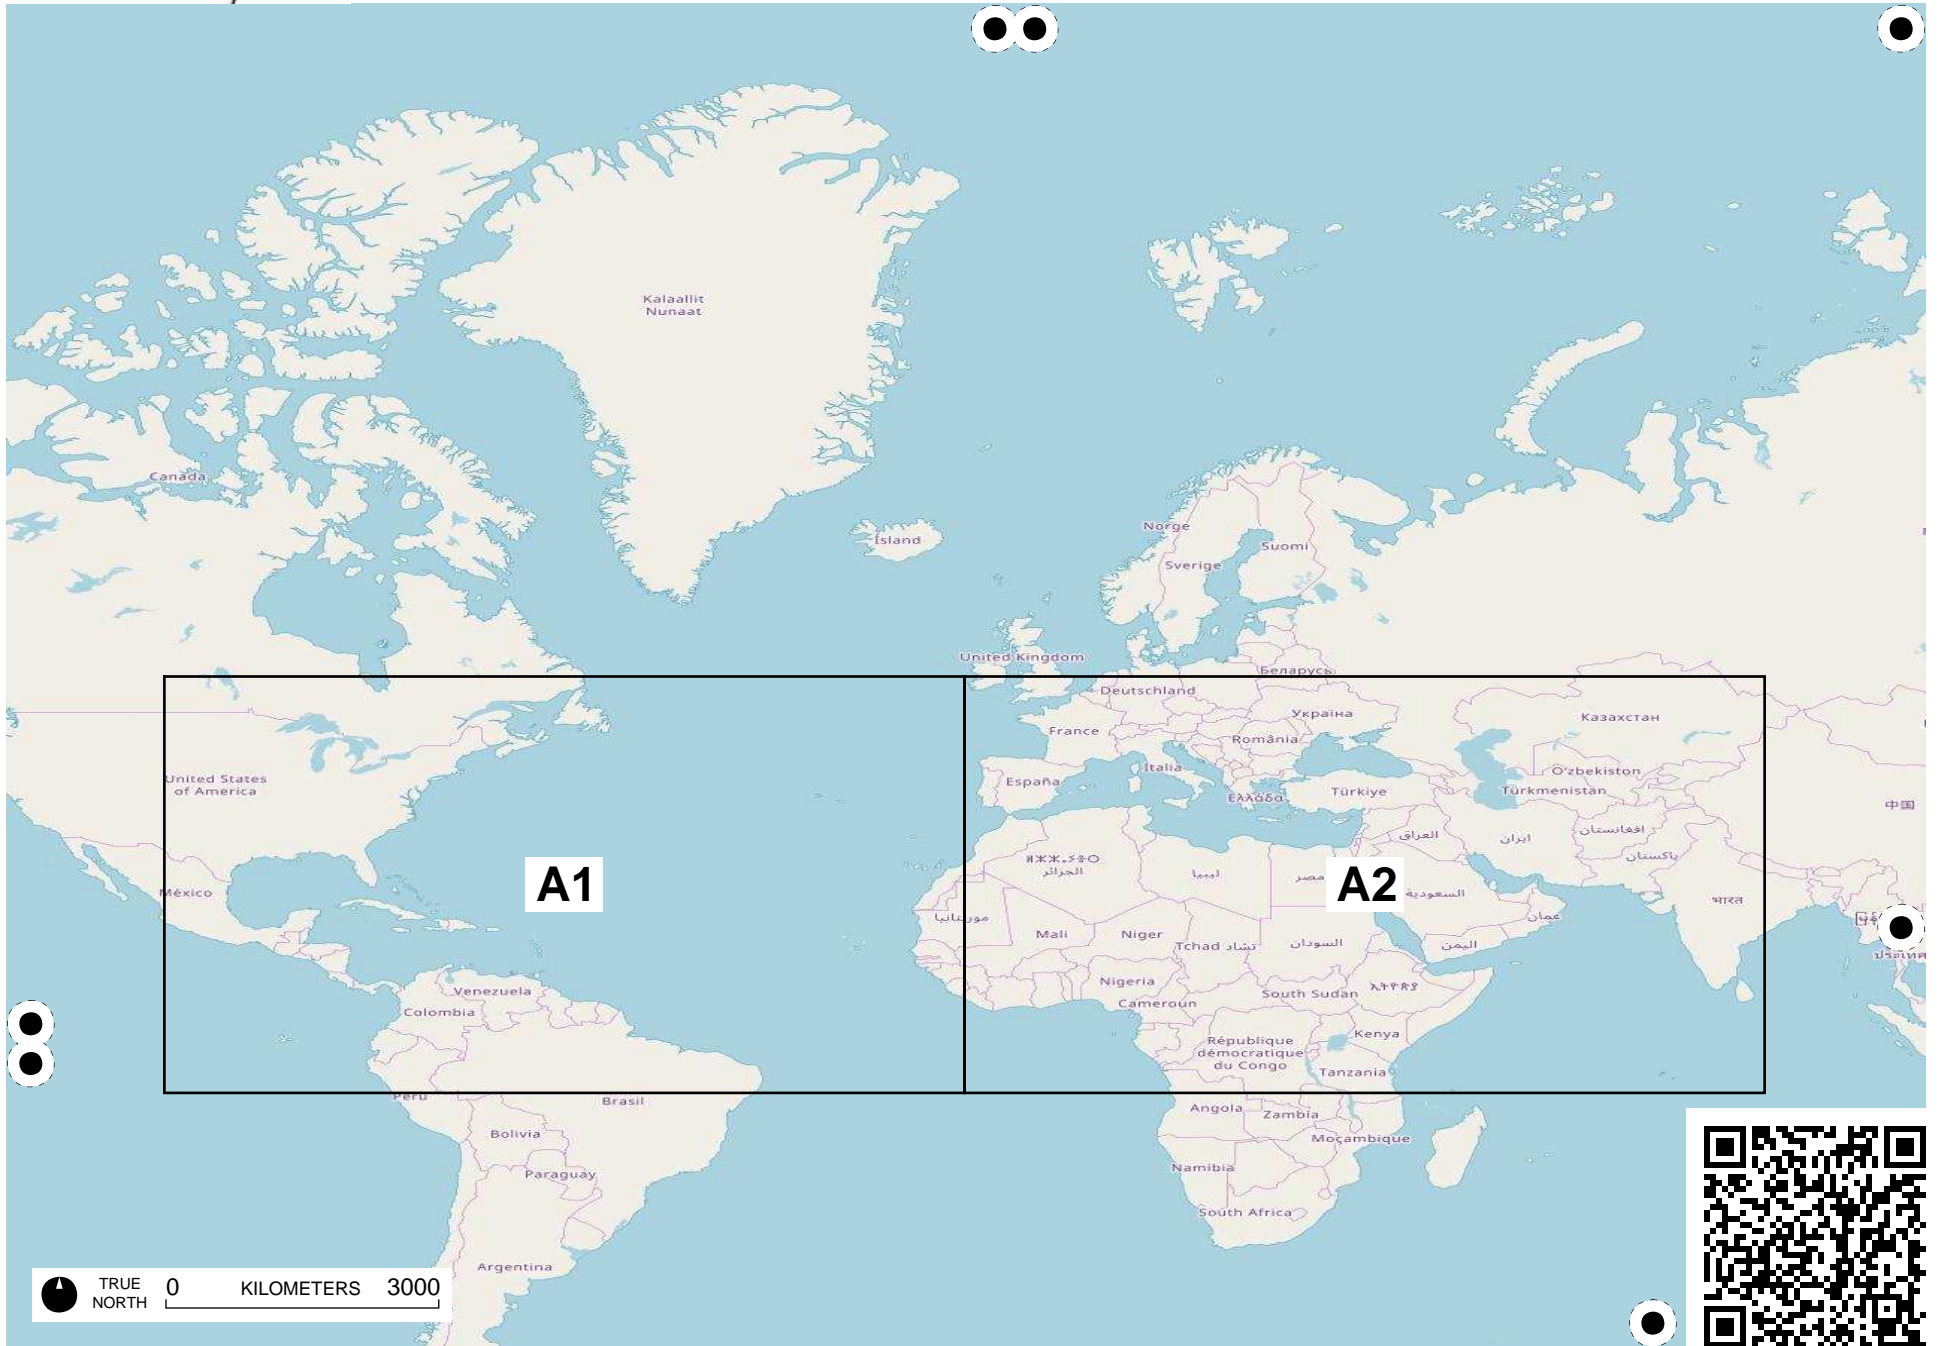 Kalaallit
Nunaat
Canada
Ísland
Norge
Suomi
Sverige
United Kingdom
Беларусь
Deutschland
Україна
Казахстан
France
România
United States
of America
España
Italia
Ελλάδα
Türkiye
Oʻzbekiston
Türkmenistan
中国
العراق
ایران
افغانستان
پاکستان
ⵍⵣⵣⴰⵢⴻⵔ
الجزائر
ليبيا
مصر
السعودية
عمان
भारत
México
A1
A2
موريتانيا
Mali
Niger
Tchad تشاد
السودان
اليمن
Venezuela
Colombia
Nigeria
Cameroun
South Sudan
République
démocratique
du Congo
Kenya
Tanzania
Perú
Brasil
Angola
Zambia
Bolivia
Moçambique
Paraguay
Namibia
South Africa
Argentina
TRUE
NORTH
0 KILOMETERS 3000